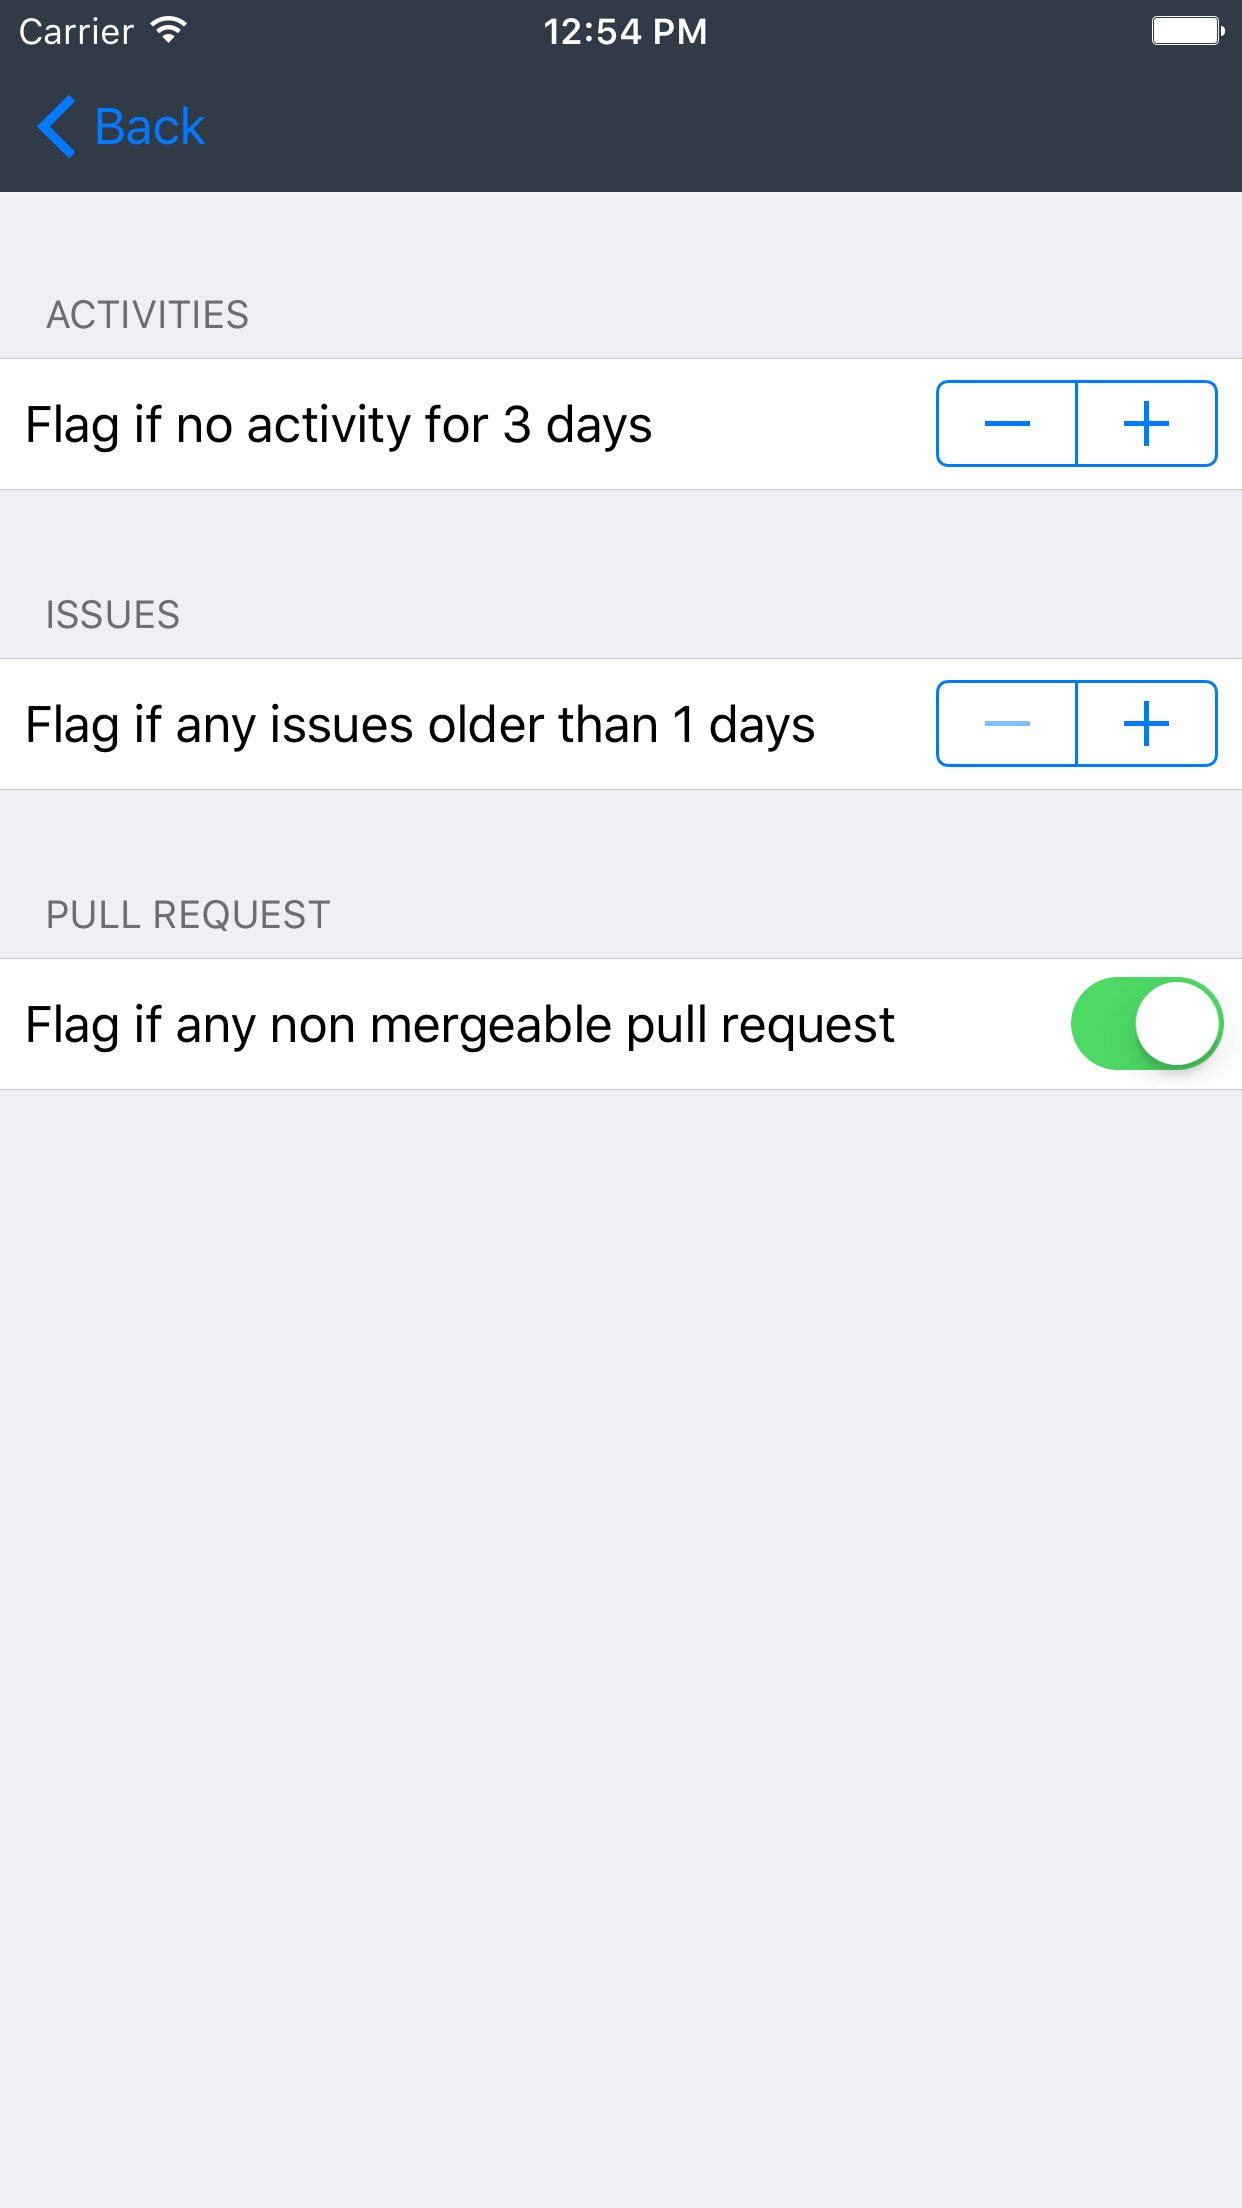 Carrier 12:54 PM
Back
ACTIVITIES
Flag if no activity for 3 days
ISSUES
Flag if any issues older than 1 days
PULL REQUEST
Flag if any non mergeable pull request